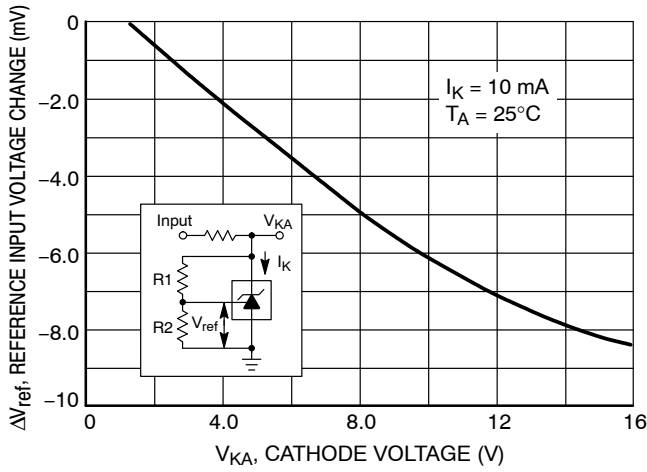 ΔVref, REFERENCE INPUT VOLTAGE CHANGE (mV)
0
−2.0
−4.0
−6.0
−8.0
−10
IK = 10 mA
TA = 25°C
Input
VKA
IK
R1
R2
Vref
0
4.0
8.0
12
16
VKA, CATHODE VOLTAGE (V)